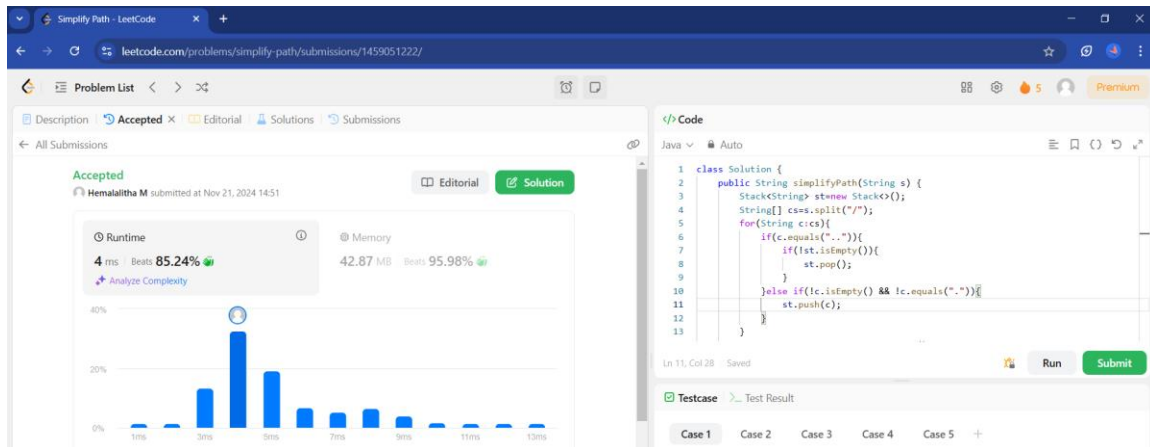 Simplify Path - LeetCode
leetcode.com/problems/simplify-path/submissions/1459051222/
Problem List
5
Premium
Description
Accepted
Editorial
Solutions
Submissions
All Submissions
Accepted
Hemalalitha M submitted at Nov 21, 2024 14:51
Editorial
Solution
Runtime
4 ms Beats 85.24%
Analyze Complexity
Memory
42.87 MB Beats 95.98%
40%
20%
0%
1ms 3ms 5ms 7ms 9ms 11ms 13ms
</> Code
Java Auto
1 class Solution {
2 public String simplifyPath(String s) {
3 Stack<String> st=new Stack<>();
4 String[] cs=s.split("/");
5 for(String c:cs){
6 if(c.equals("..")){
7 if(!st.isEmpty()){
8 st.pop();
9 }
10 }else if(!c.isEmpty() && !c.equals(".")){
11 st.push(c);
12 }
13 }
Ln 11, Col 28 Saved
Run
Submit
Testcase
Test Result
Case 1 Case 2 Case 3 Case 4 Case 5 +